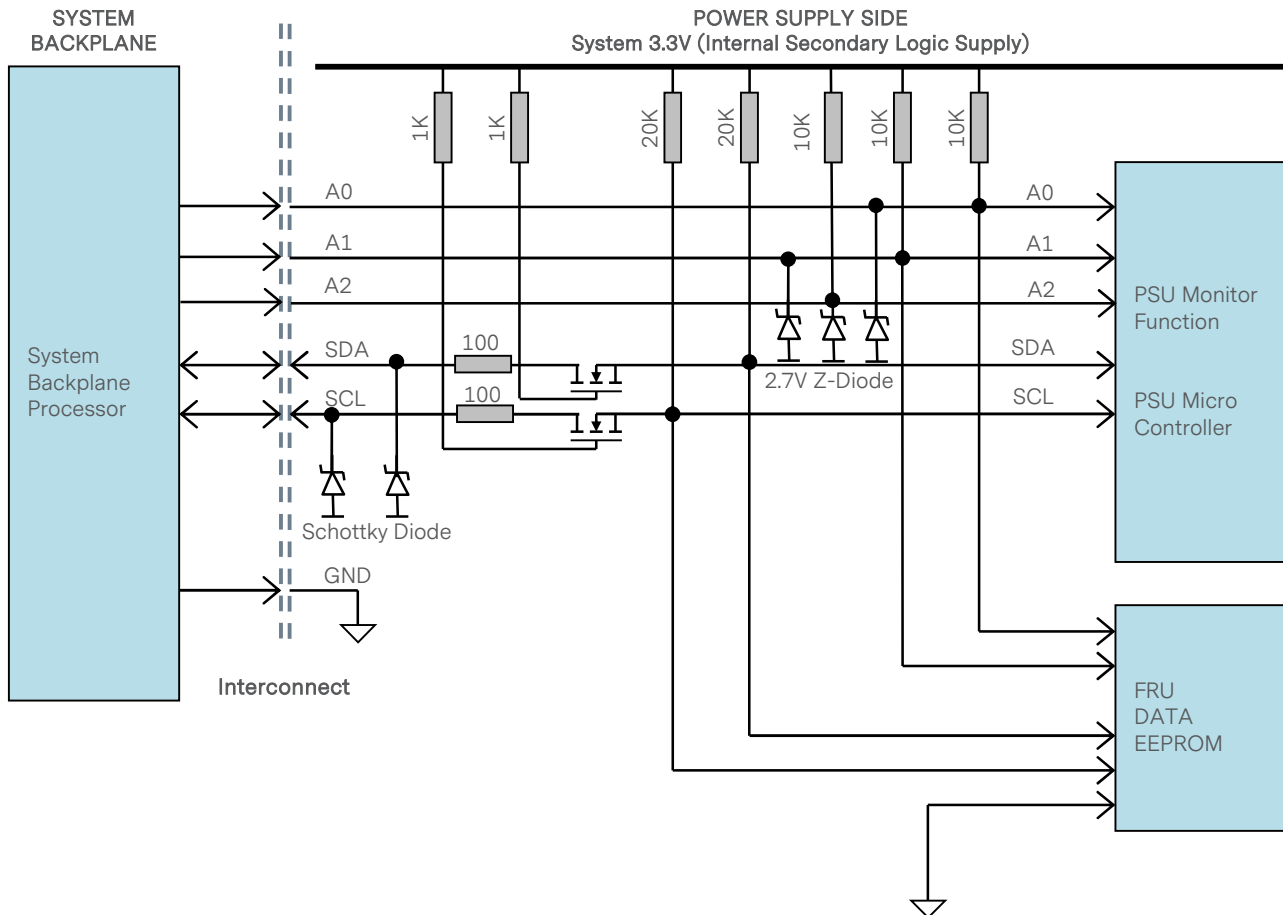 SYSTEM
BACKPLANE
POWER SUPPLY SIDE
System 3.3V (Internal Secondary Logic Supply)
1K
1K
20K
20K
10K
10K
10K
A0
A0
A1
A1
A2
A2
SDA
100
SDA
SCL
100
SCL
2.7V Z-Diode
Schottky Diode
GND
System
Backplane
Processor
PSU Monitor
Function
PSU Micro
Controller
Interconnect
FRU
DATA
EEPROM